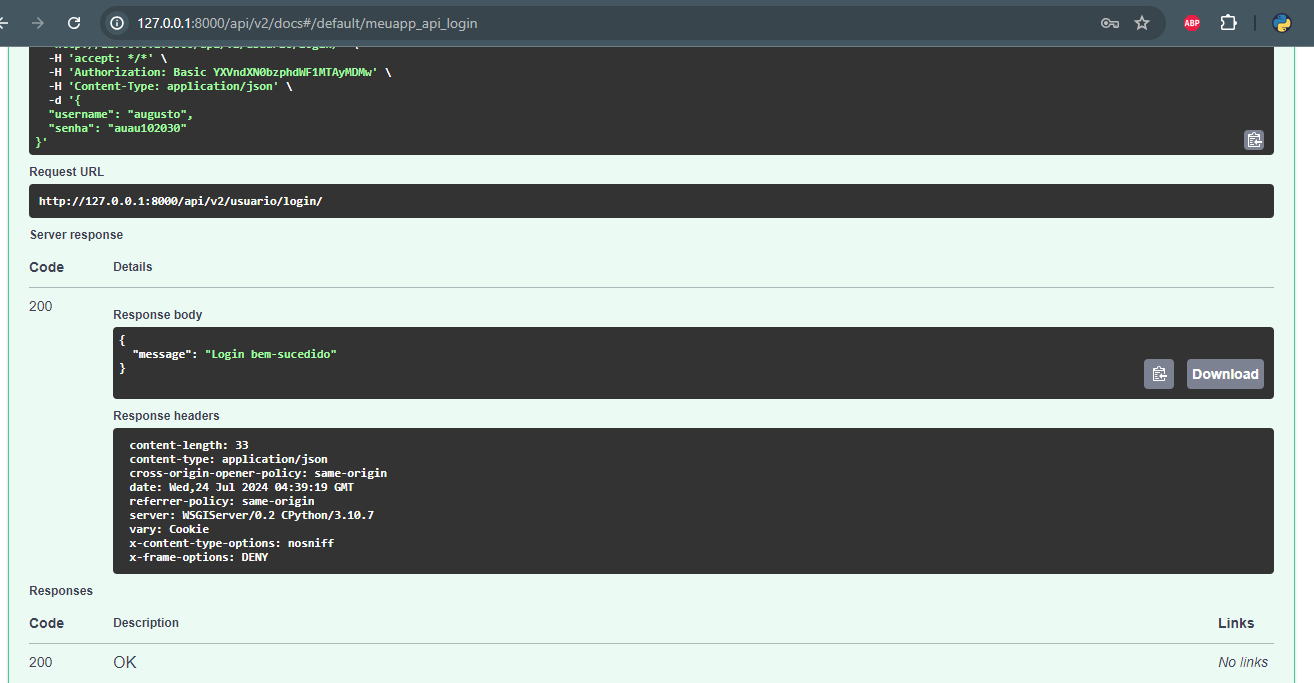 127.0.0.1:8000/api/v2/docs#/default/meuapp_api_login
ABP
-H 'accept: */*' \
-H 'Authorization: Basic YXVndXN0bzphdWF1MTAyMDMw' \
-H 'Content-Type: application/json' \
-d '{
"username": "augusto",
"senha": "auau102030"
}'
Request URL
http://127.0.0.1:8000/api/v2/usuario/login/
Server response
Code Details
200
Response body
{
"message": "Login bem-sucedido"
}
Download
Response headers
content-length: 33
content-type: application/json
cross-origin-opener-policy: same-origin
date: Wed,24 Jul 2024 04:39:19 GMT
referrer-policy: same-origin
server: WSGIServer/0.2 CPython/3.10.7
vary: Cookie
x-content-type-options: nosniff
x-frame-options: DENY
Responses
Code Description Links
200 OK No links